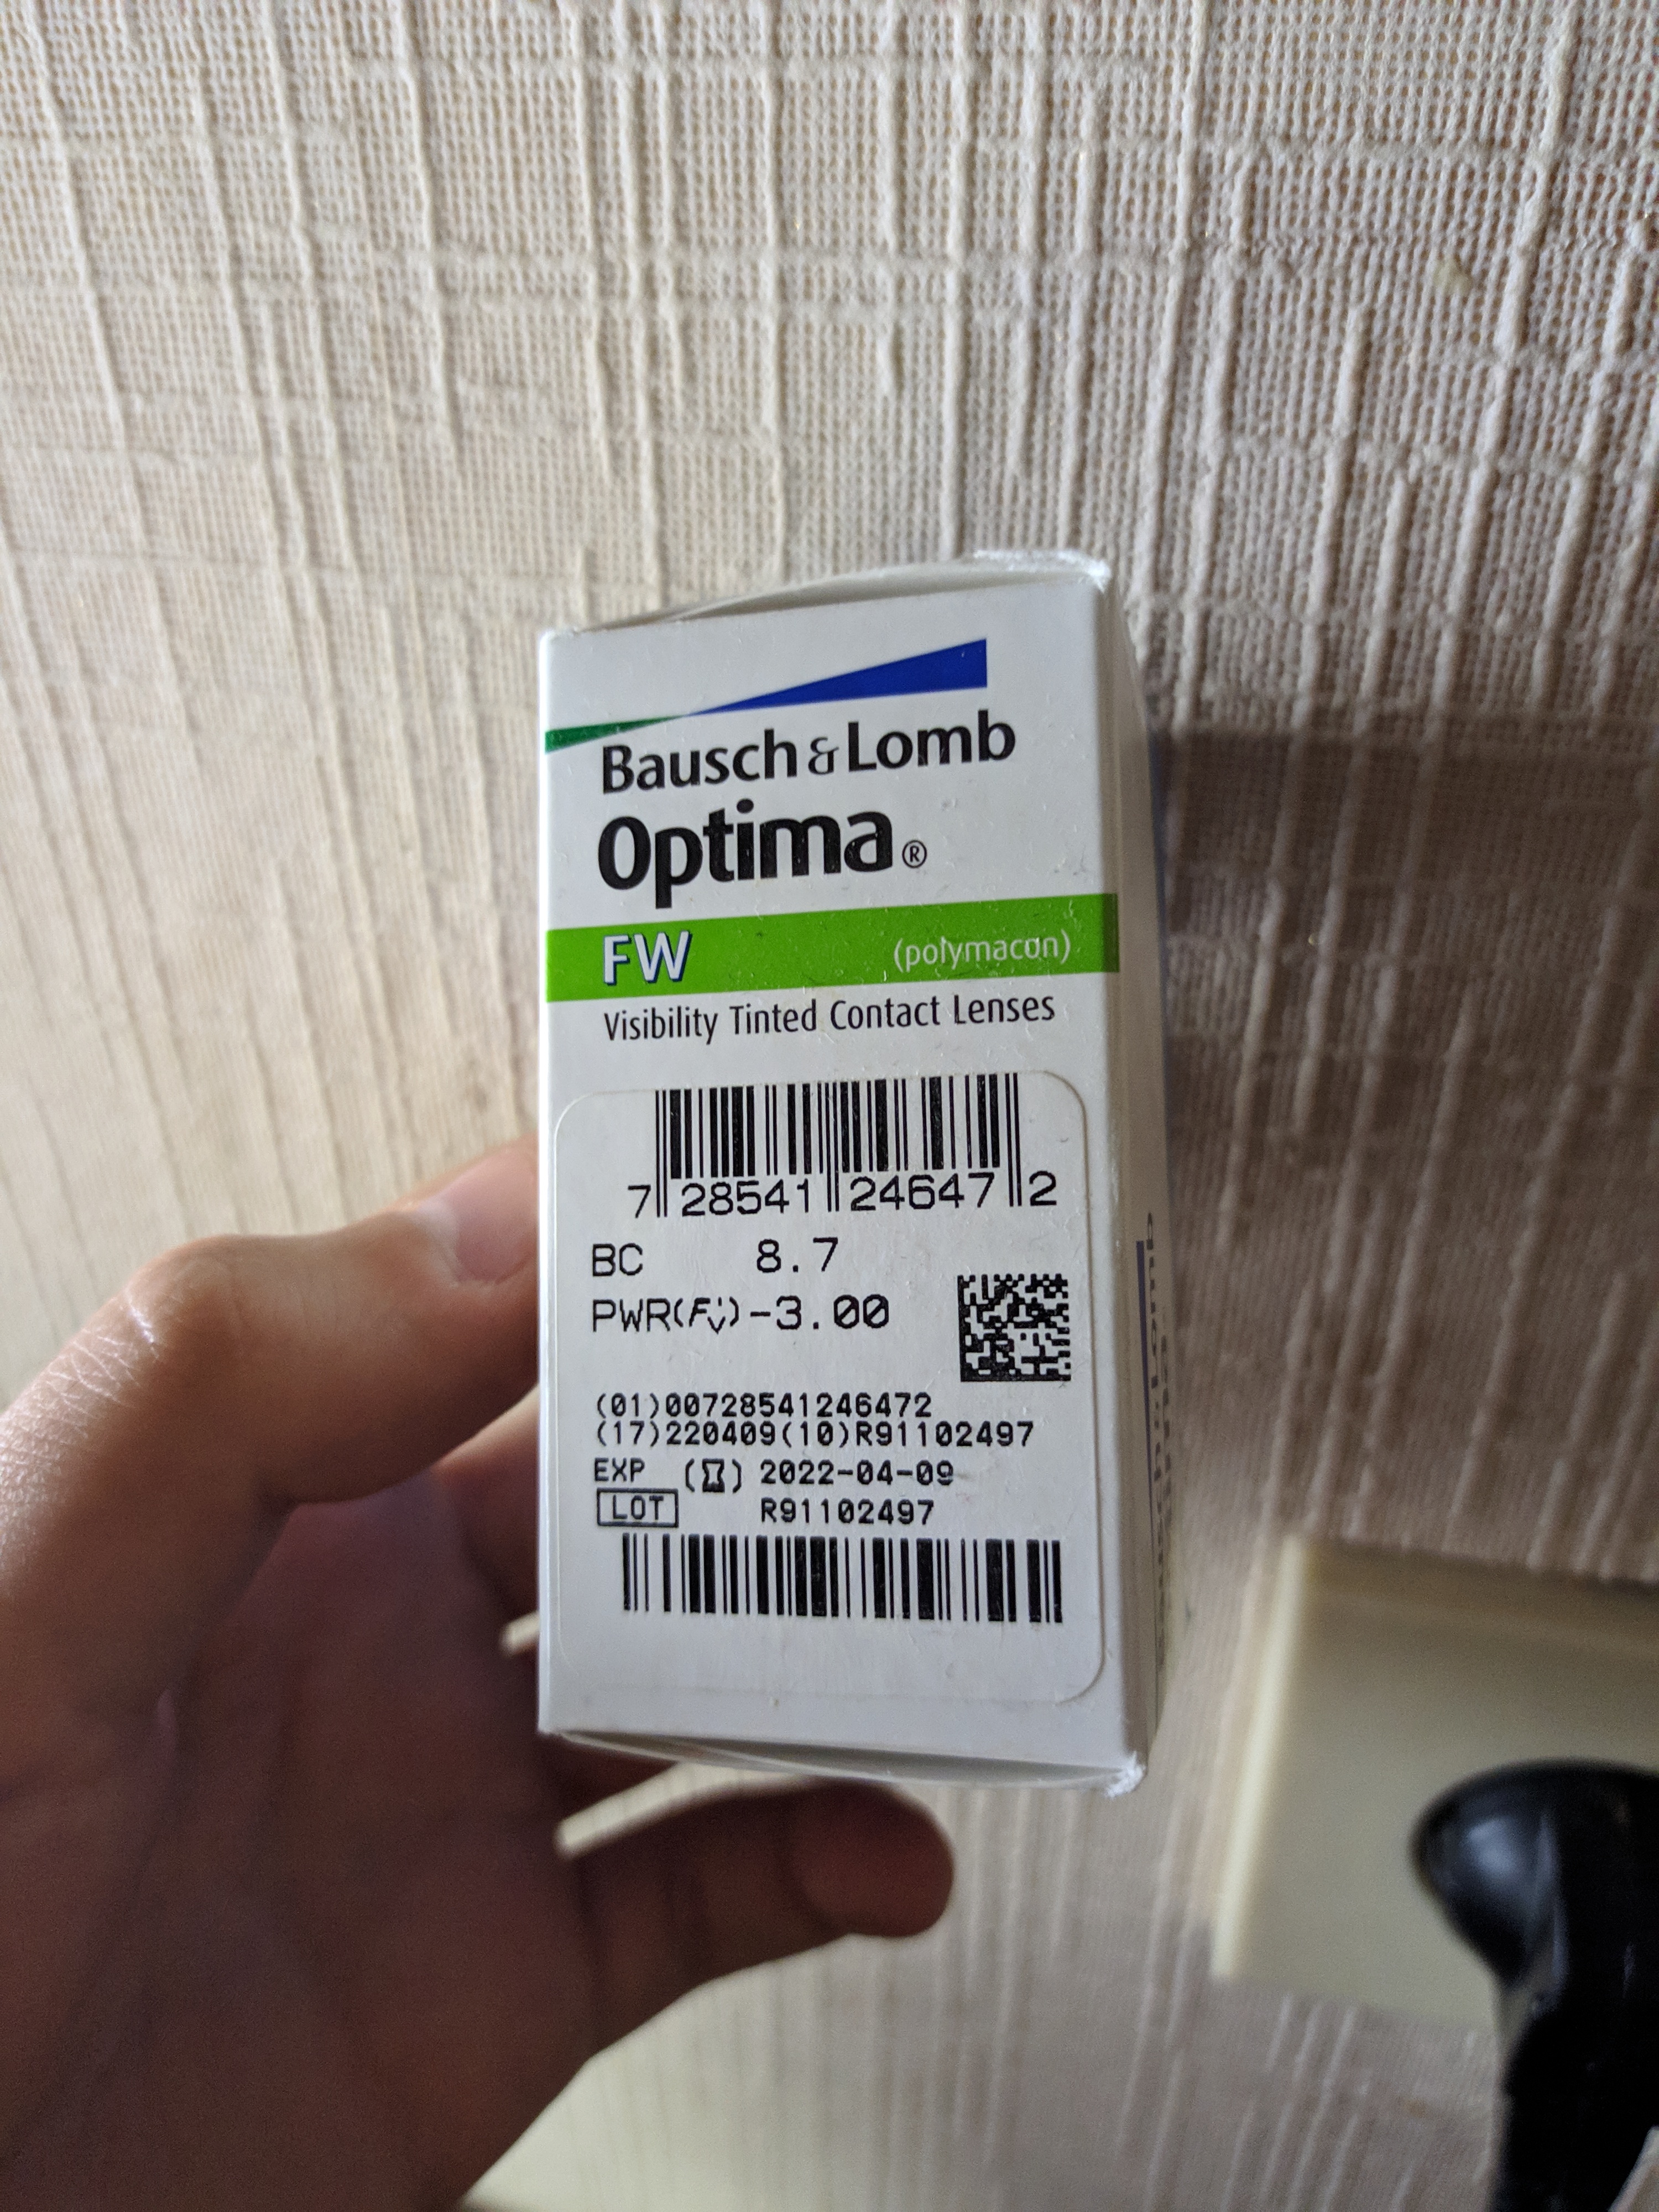 Bausch & Lomb
Optima®
FW (polymacon)
Visibility Tinted Contact Lenses
7 28541 24647 2
BC 8.7
PWR(F'v) -3.00
(01)00728541246472
(17)220409(10)R91102497
EXP (⌛) 2022-04-09
LOT R91102497